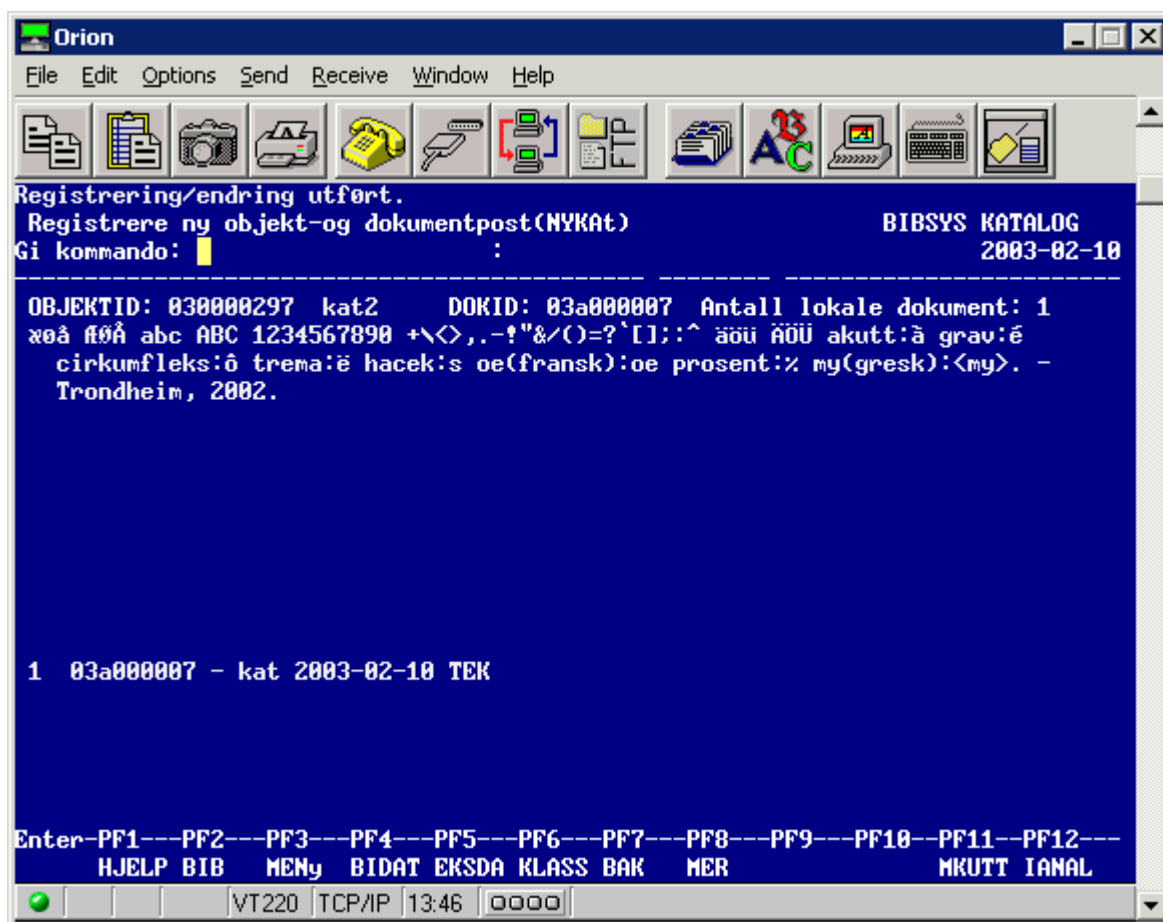 Orion
File Edit Options Send Receive Window Help
FTP ABC
Registrering/endring utført.
Registrere ny objekt-og dokumentpost(NYKAt) BIBSYS KATALOG
Gi kommando: : 2003-02-10
--------------------------------------------- -------- ------------------------
OBJEKTID: 030000297 kat2 DOKID: 03a000007 Antall lokale dokument: 1
æøå ÆØÅ abc ABC 1234567890 +\<>,.-!"&/()=?`[];:^ äöü ÄÖÜ akutt:à grav:é
cirkumfleks:ô trema:ë hacek:s oe(fransk):oe prosent:% my(gresk):<my>. -
Trondheim, 2002.
1 03a000007 - kat 2003-02-10 TEK
Enter-PF1---PF2---PF3---PF4---PF5---PF6---PF7---PF8---PF9---PF10--PF11--PF12---
HJELP BIB MENy BIDAT EKSDA KLASS BAK MER MKUTT IANAL
VT220 TCP/IP 13:46